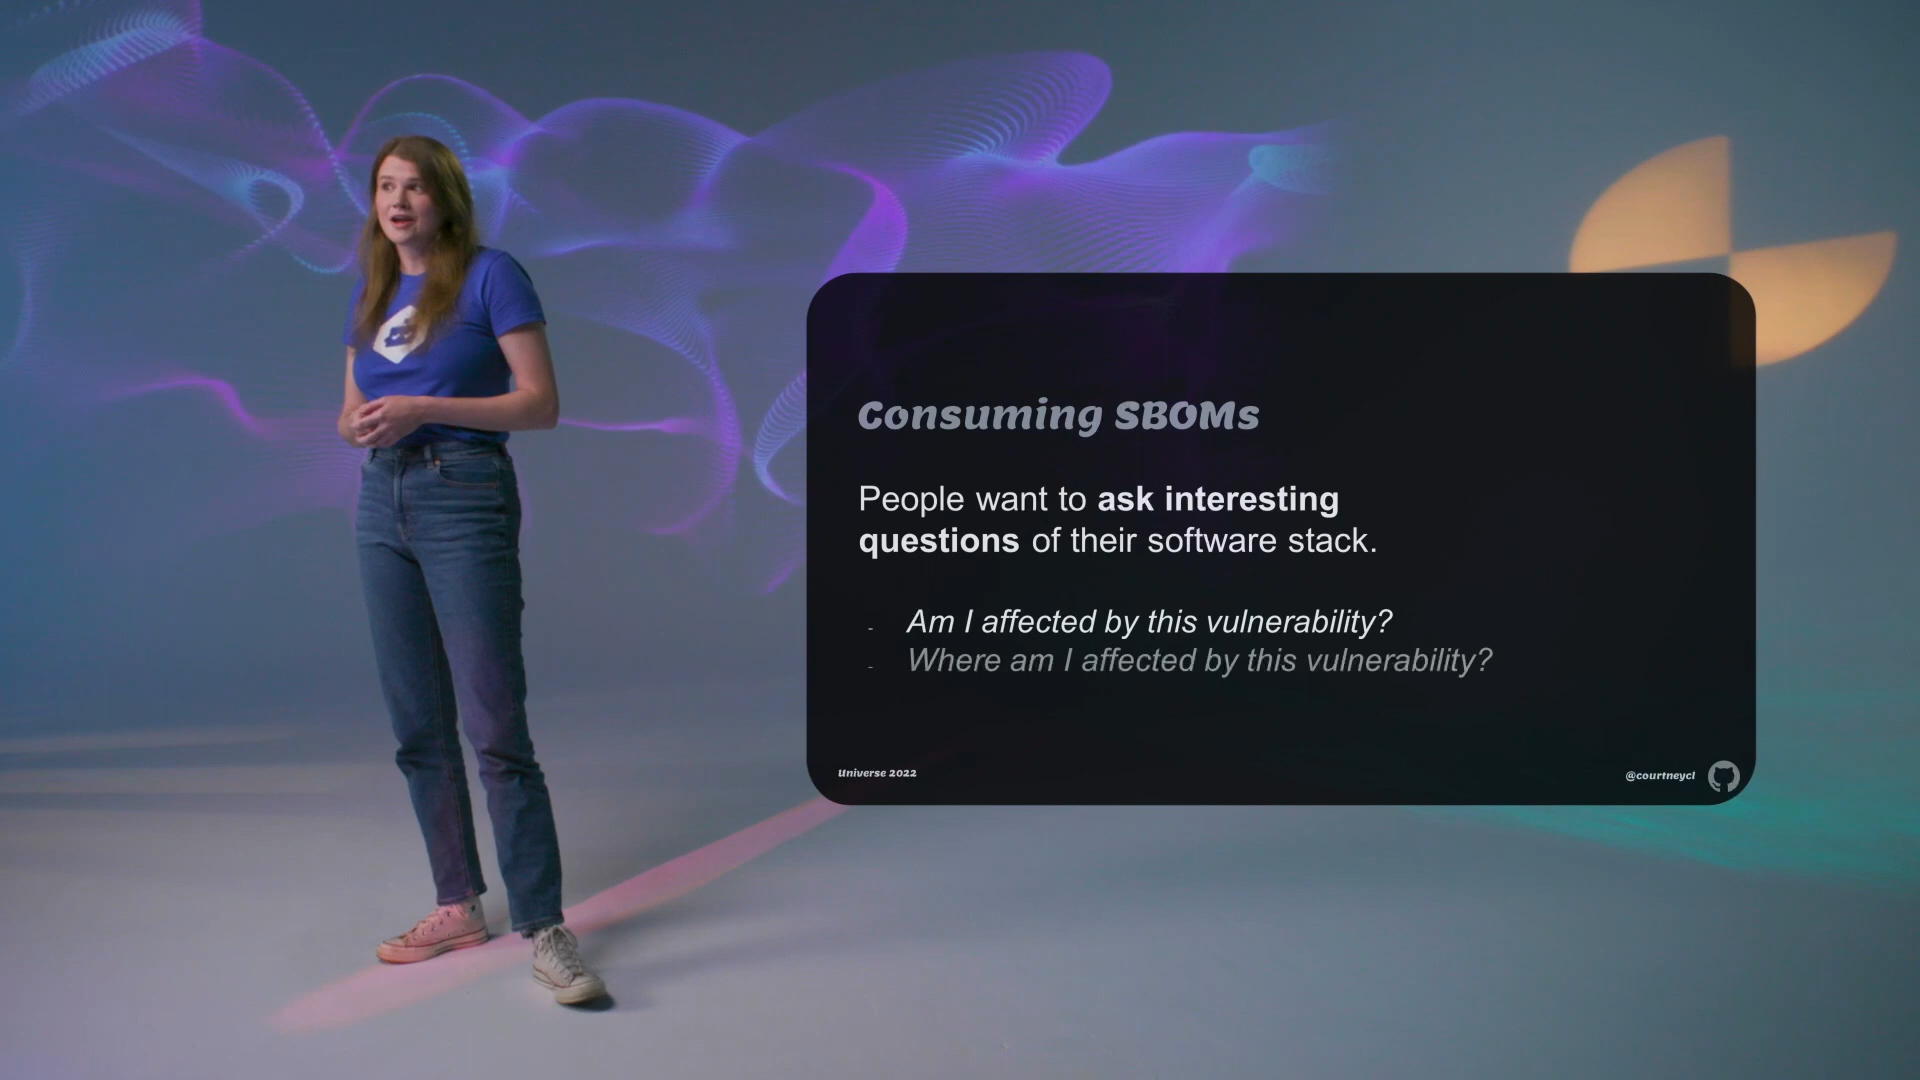 Consuming SBOMs
People want to ask interesting
questions of their software stack.
- Am I affected by this vulnerability?
- Where am I affected by this vulnerability?
Universe 2022
@courtneycl